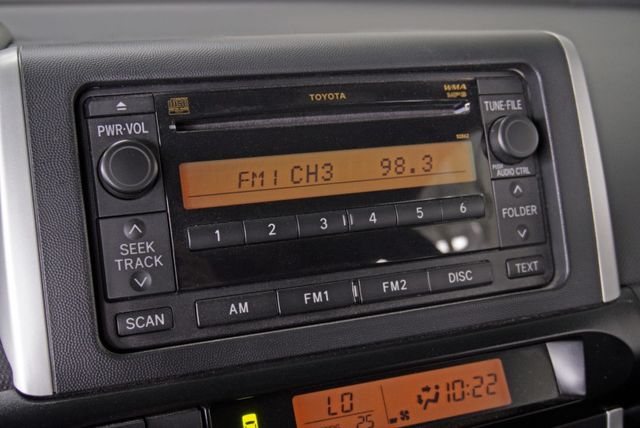 TOYOTA
WMA
MP3
PWR·VOL
TUNE·FILE
51842
FM1 CH3 98.3
PUSH
AUDIO CTRL
1 2 3 4 5 6
SEEK
TRACK
FOLDER
SCAN
AM FM1 FM2 DISC
TEXT
LO
25
10:22